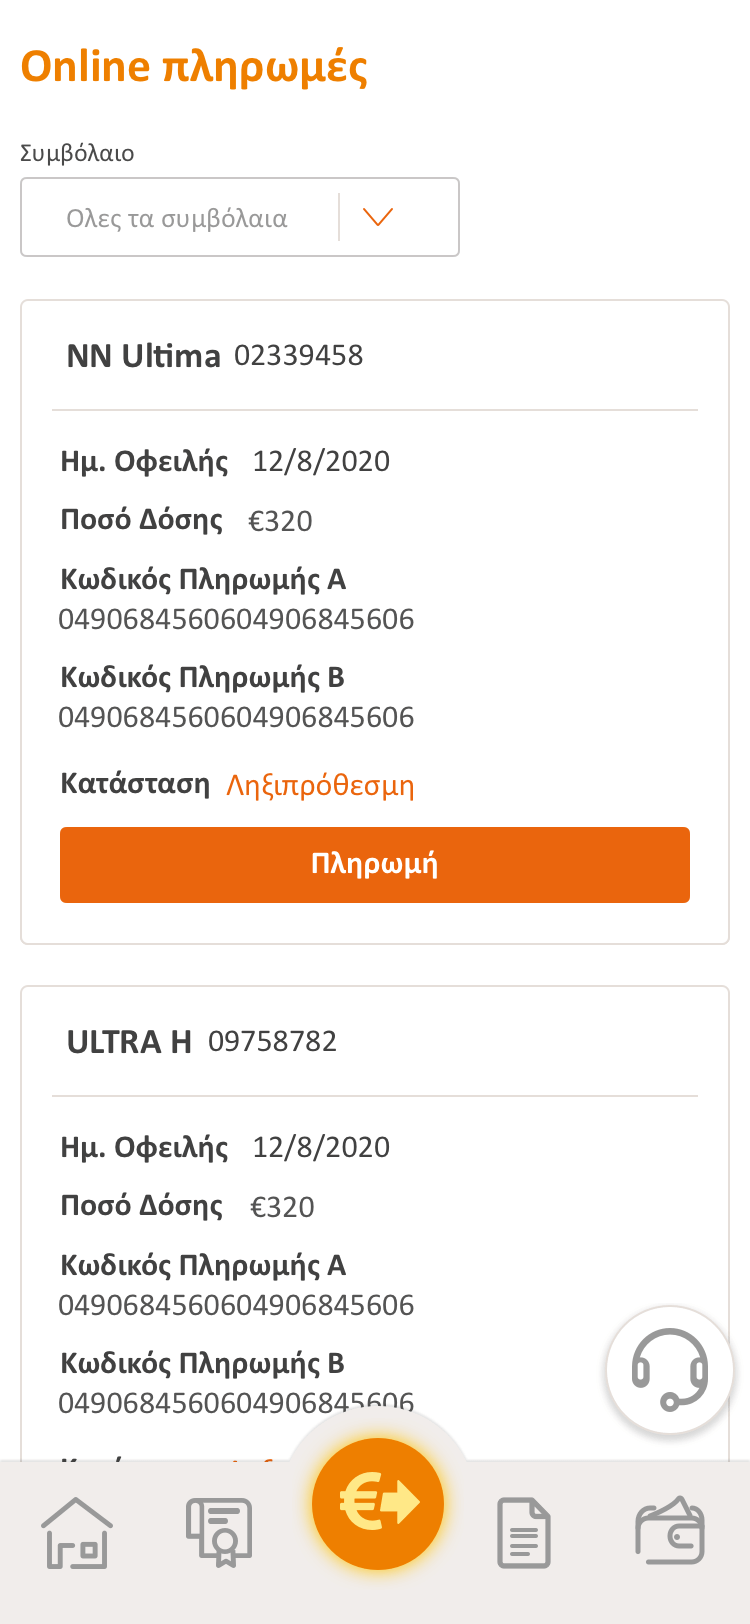 Online πληρωμές
Συμβόλαιο
Ολες τα συμβόλαια
NN Ultima 02339458
Ημ. Οφειλής 12/8/2020
Ποσό Δόσης €320
Κωδικός Πληρωμής Α
0490684560604906845606
Κωδικός Πληρωμής Β
0490684560604906845606
Κατάσταση Ληξιπρόθεσμη
Πληρωμή
ULTRA H 09758782
Ημ. Οφειλής 12/8/2020
Ποσό Δόσης €320
Κωδικός Πληρωμής Α
0490684560604906845606
Κωδικός Πληρωμής Β
0490684560604906845606